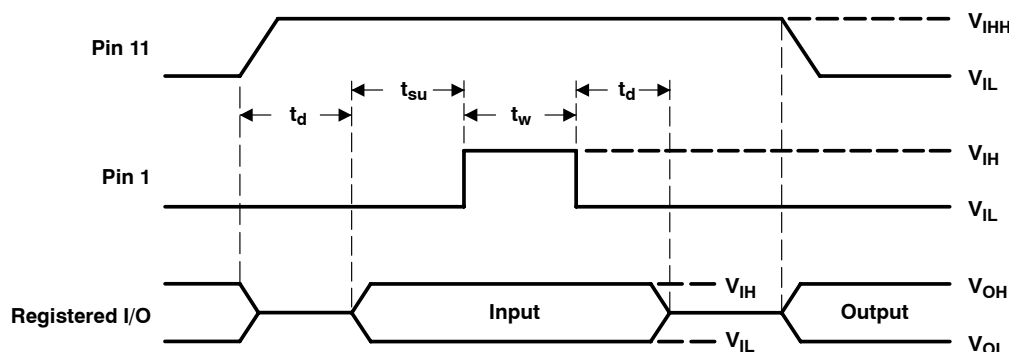 Pin 11
V_IHH
V_IL
t_d
t_su
t_w
t_d
Pin 1
V_IH
V_IL
Registered I/O
Input
V_IH
V_IL
Output
V_OH
V_OL